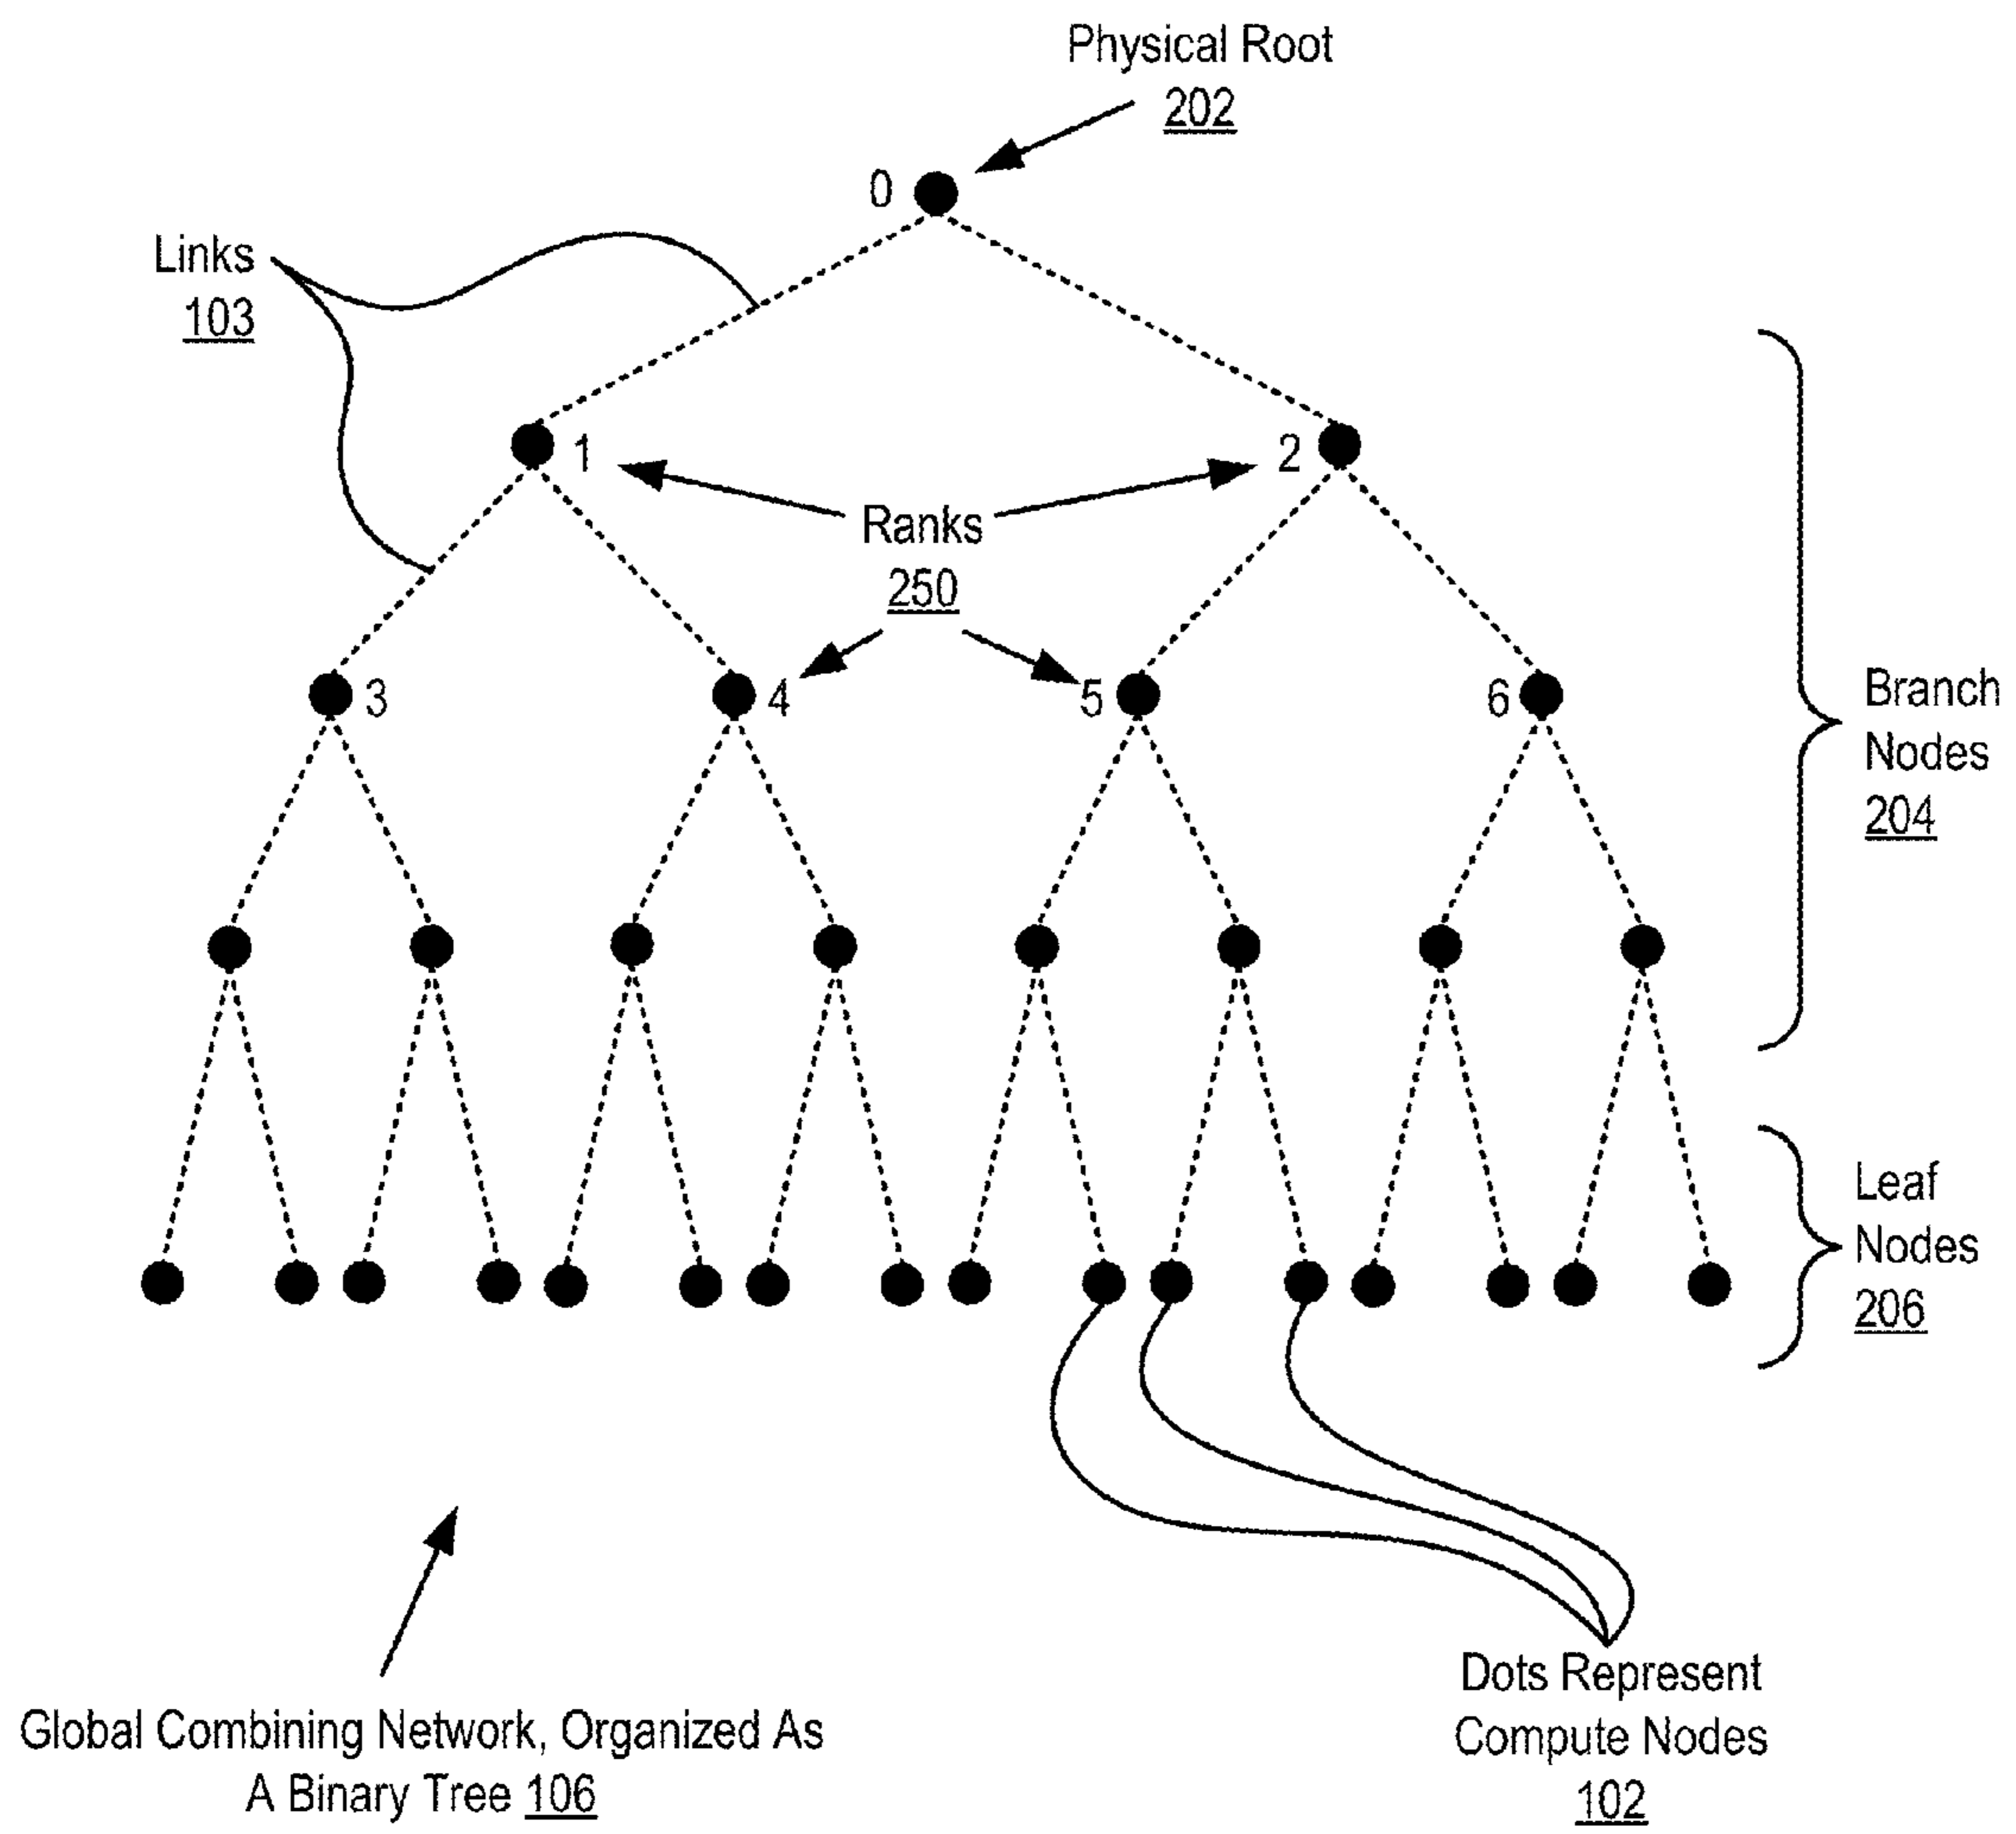 Physical Root
202
0
Links
103
1
2
Ranks
250
3
4
5
6
Branch
Nodes
204
Leaf
Nodes
206
Dots Represent
Compute Nodes
102
Global Combining Network, Organized As
A Binary Tree 106